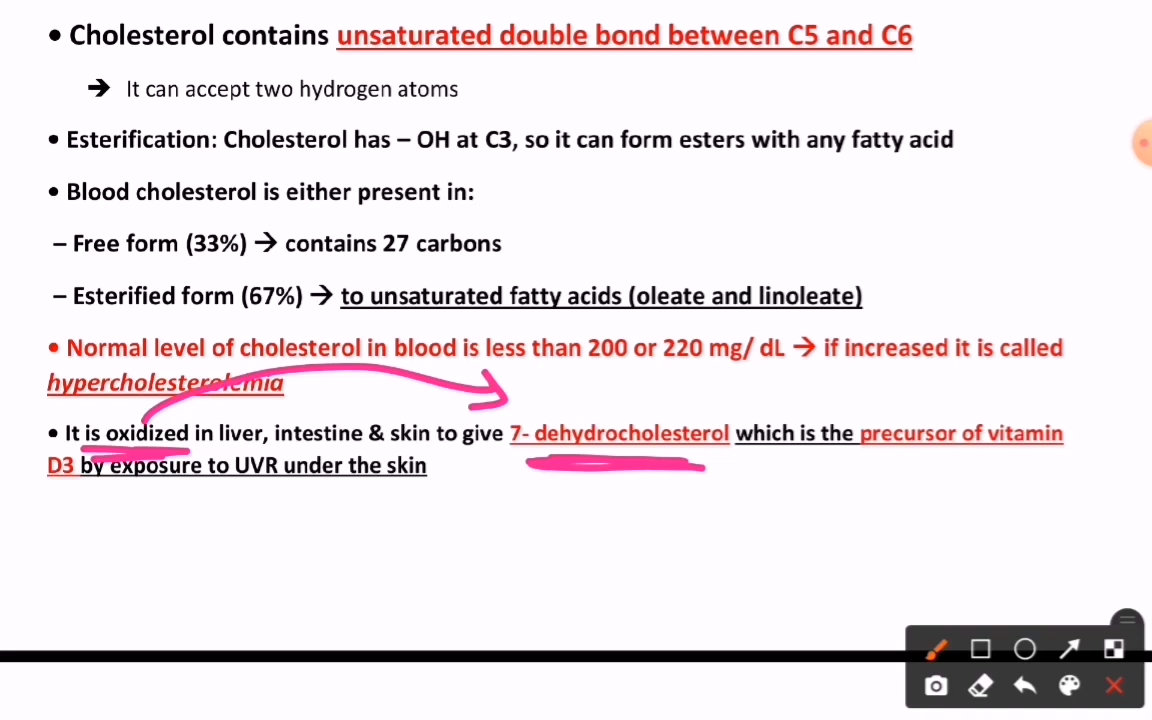 • Cholesterol contains unsaturated double bond between C5 and C6
➔ It can accept two hydrogen atoms
• Esterification: Cholesterol has – OH at C3, so it can form esters with any fatty acid
• Blood cholesterol is either present in:
– Free form (33%) → contains 27 carbons
– Esterified form (67%) → to unsaturated fatty acids (oleate and linoleate)
• Normal level of cholesterol in blood is less than 200 or 220 mg/ dL → if increased it is called
hypercholesterolemia
• It is oxidized in liver, intestine & skin to give 7- dehydrocholesterol which is the precursor of vitamin
D3 by exposure to UVR under the skin